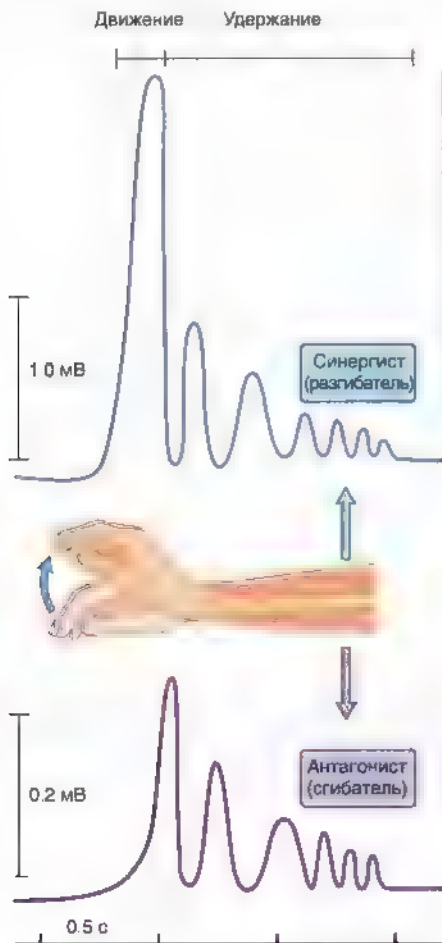 Движение Удержание
1 0 мВ
Синергист
(разгибатель)
0.2 мВ
Антагонист
(сгибатель)
0.5 с